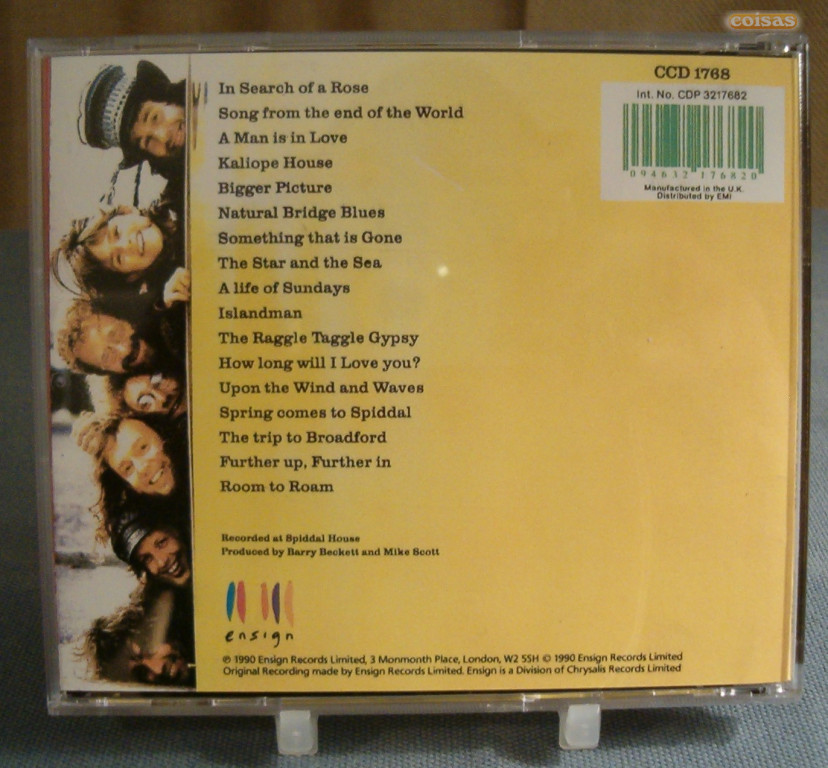 coisas
CCD 1768
Int. No. CDP 3217682
0 94632 17682 0
Manufactured in the U.K.
Distributed by EMI
In Search of a Rose
Song from the end of the World
A Man is in Love
Kaliope House
Bigger Picture
Natural Bridge Blues
Something that is Gone
The Star and the Sea
A life of Sundays
Islandman
The Raggle Taggle Gypsy
How long will I Love you?
Upon the Wind and Waves
Spring comes to Spiddal
The trip to Broadford
Further up, Further in
Room to Roam
Recorded at Spiddal House
Produced by Barry Beckett and Mike Scott
ensign
℗ 1990 Ensign Records Limited, 3 Monmonth Place, London, W2 5SH © 1990 Ensign Records Limited
Original Recording made by Ensign Records Limited. Ensign is a Division of Chrysalis Records Limited